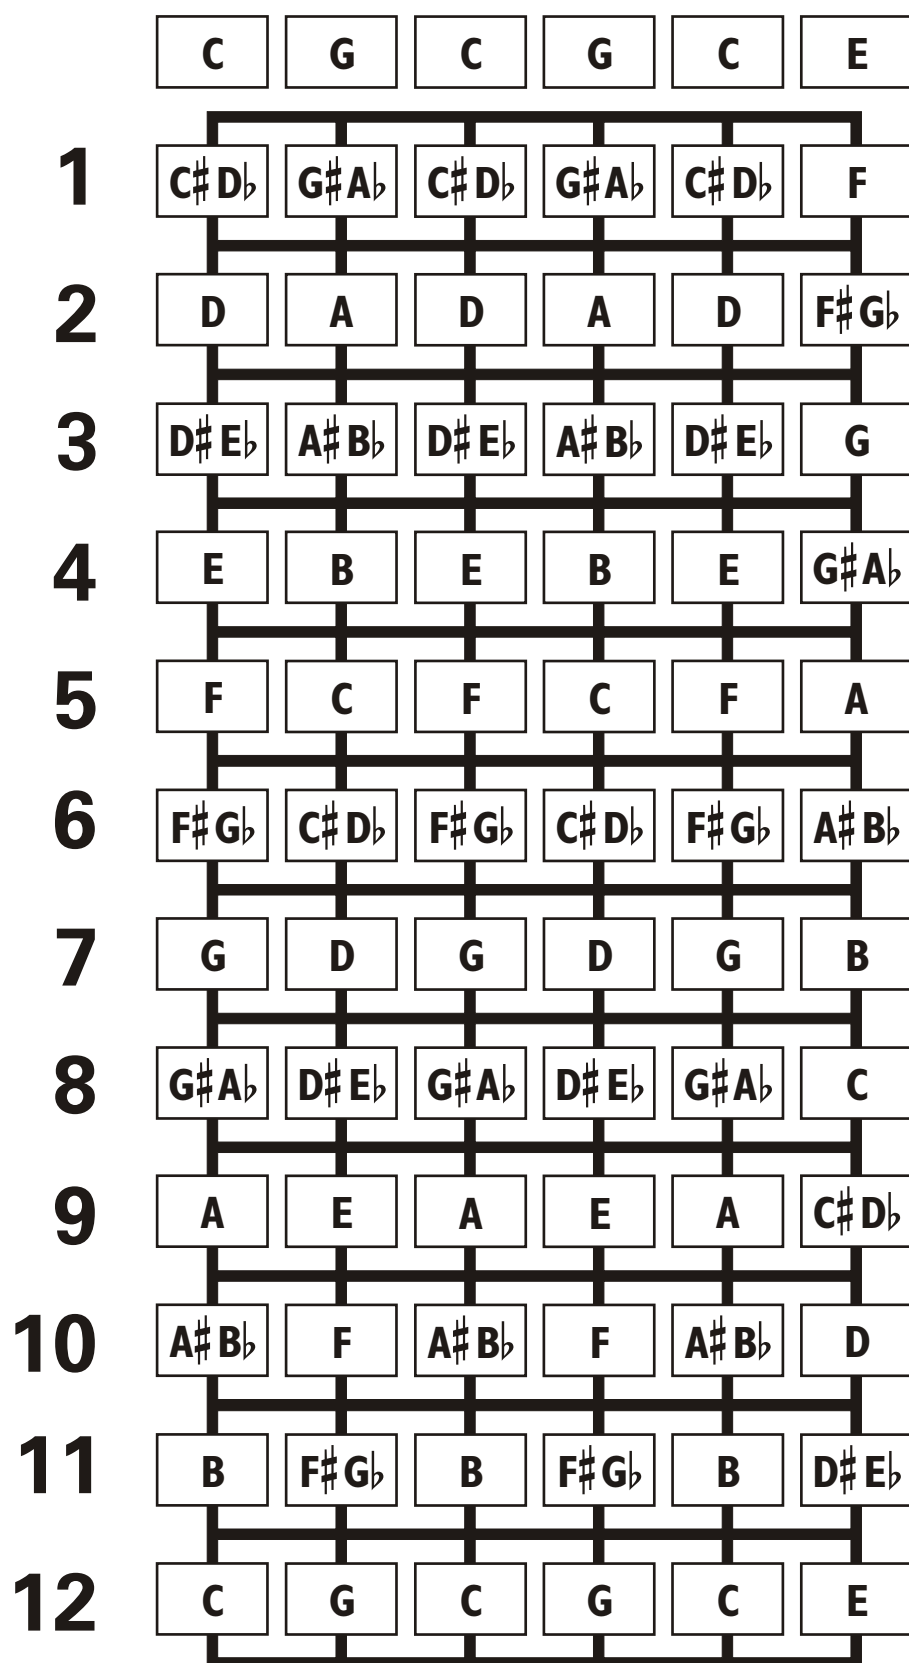 C G C G C E
1 C♯D♭ G♯A♭ C♯D♭ G♯A♭ C♯D♭ F
2 D A D A D F♯G♭
3 D♯E♭ A♯B♭ D♯E♭ A♯B♭ D♯E♭ G
4 E B E B E G♯A♭
5 F C F C F A
6 F♯G♭ C♯D♭ F♯G♭ C♯D♭ F♯G♭ A♯B♭
7 G D G D G B
8 G♯A♭ D♯E♭ G♯A♭ D♯E♭ G♯A♭ C
9 A E A E A C♯D♭
10 A♯B♭ F A♯B♭ F A♯B♭ D
11 B F♯G♭ B F♯G♭ B D♯E♭
12 C G C G C E